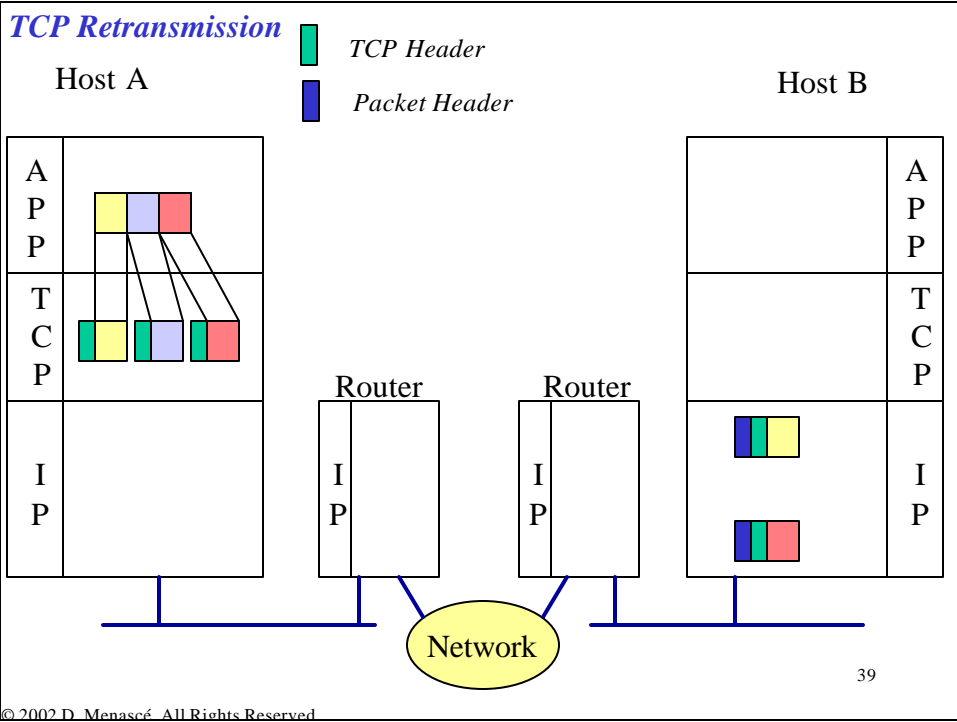 TCP Retransmission
TCP Header
Packet Header
Host A
Host B
A
P
P
T
C
P
I
P
Router
I
P
Router
I
P
A
P
P
T
C
P
I
P
Network
39
© 2002 D. Menascé. All Rights Reserved